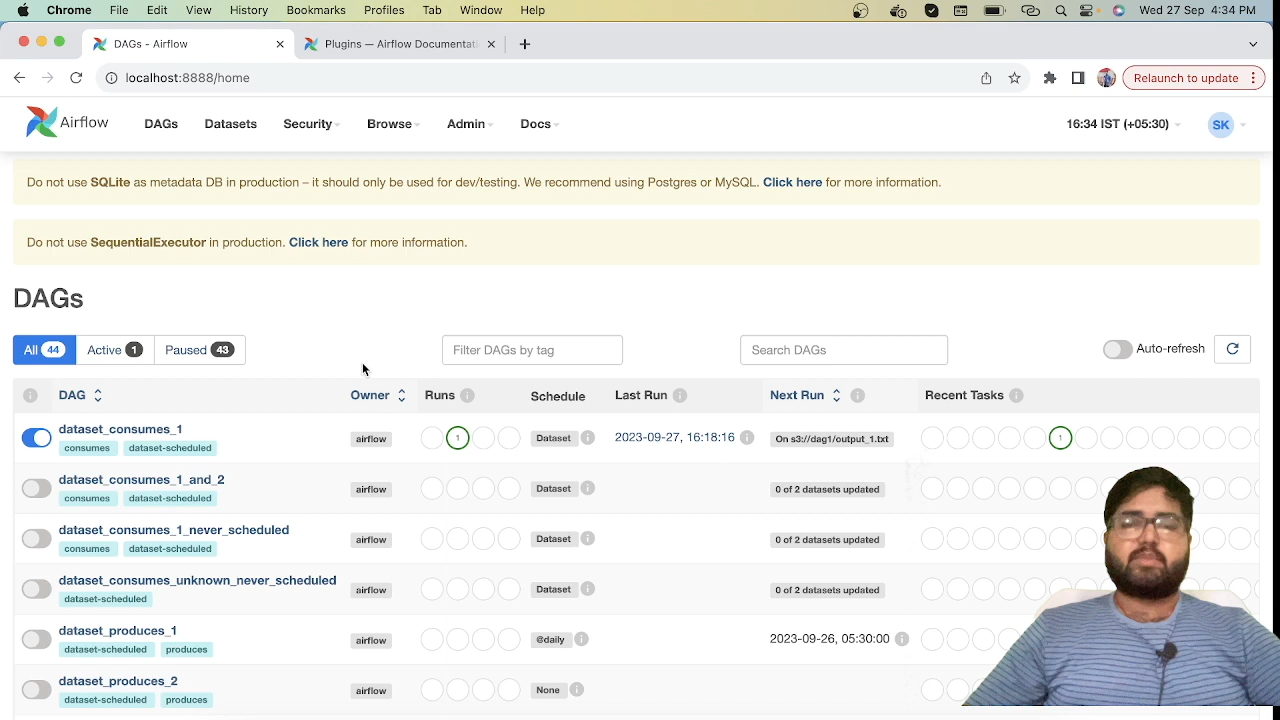 Chrome File Edit View History Bookmarks Profiles Tab Window Help Wed 27 Sep 4:34 PM
DAGs - Airflow Plugins — Airflow Documentati
localhost:8888/home Relaunch to update
Airflow DAGs Datasets Security Browse Admin Docs 16:34 IST (+05:30) SK
Do not use SQLite as metadata DB in production – it should only be used for dev/testing. We recommend using Postgres or MySQL. Click here for more information.
Do not use SequentialExecutor in production. Click here for more information.
DAGs
All 44 Active 1 Paused 43 Filter DAGs by tag Search DAGs Auto-refresh
DAG Owner Runs Schedule Last Run Next Run Recent Tasks
dataset_consumes_1
consumes dataset-scheduled airflow 1 Dataset 2023-09-27, 16:18:16 On s3://dag1/output_1.txt 1
dataset_consumes_1_and_2
consumes dataset-scheduled airflow Dataset 0 of 2 datasets updated
dataset_consumes_1_never_scheduled
consumes dataset-scheduled airflow Dataset 0 of 2 datasets updated
dataset_consumes_unknown_never_scheduled
dataset-scheduled airflow Dataset 0 of 2 datasets updated
dataset_produces_1
dataset-scheduled produces airflow @daily 2023-09-26, 05:30:00
dataset_produces_2
dataset-scheduled produces airflow None